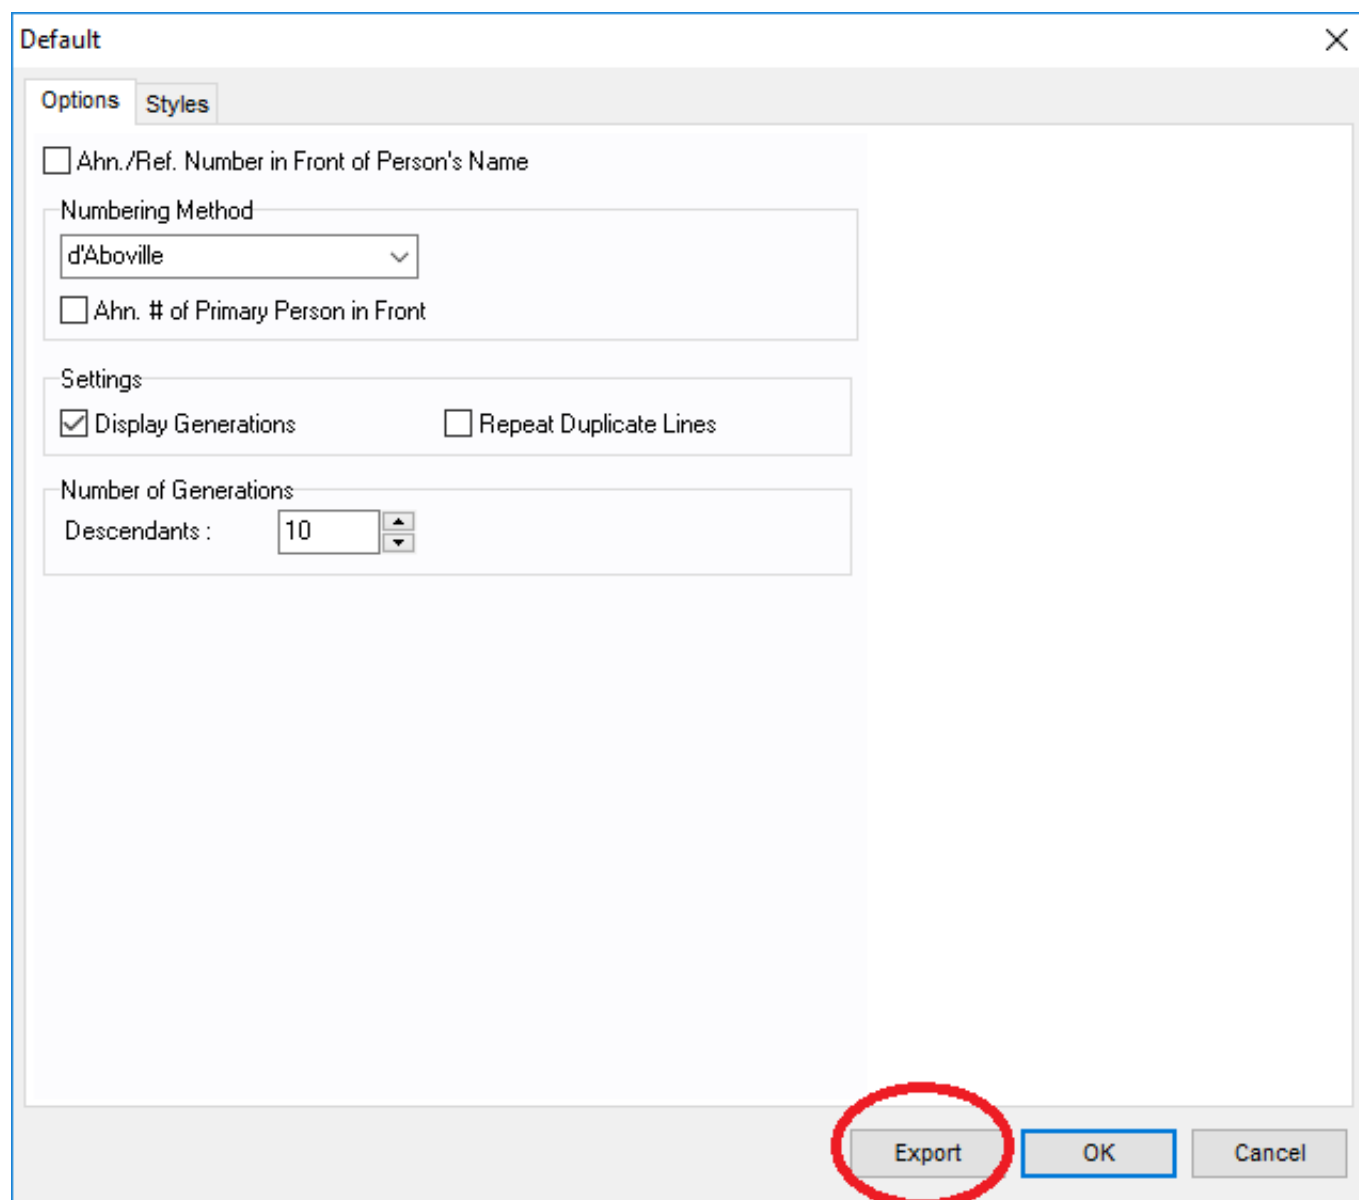 Default
Options Styles
Ahn./Ref. Number in Front of Person's Name
Numbering Method
d'Aboville
Ahn. # of Primary Person in Front
Settings
Display Generations Repeat Duplicate Lines
Number of Generations
Descendants : 10
Export OK Cancel